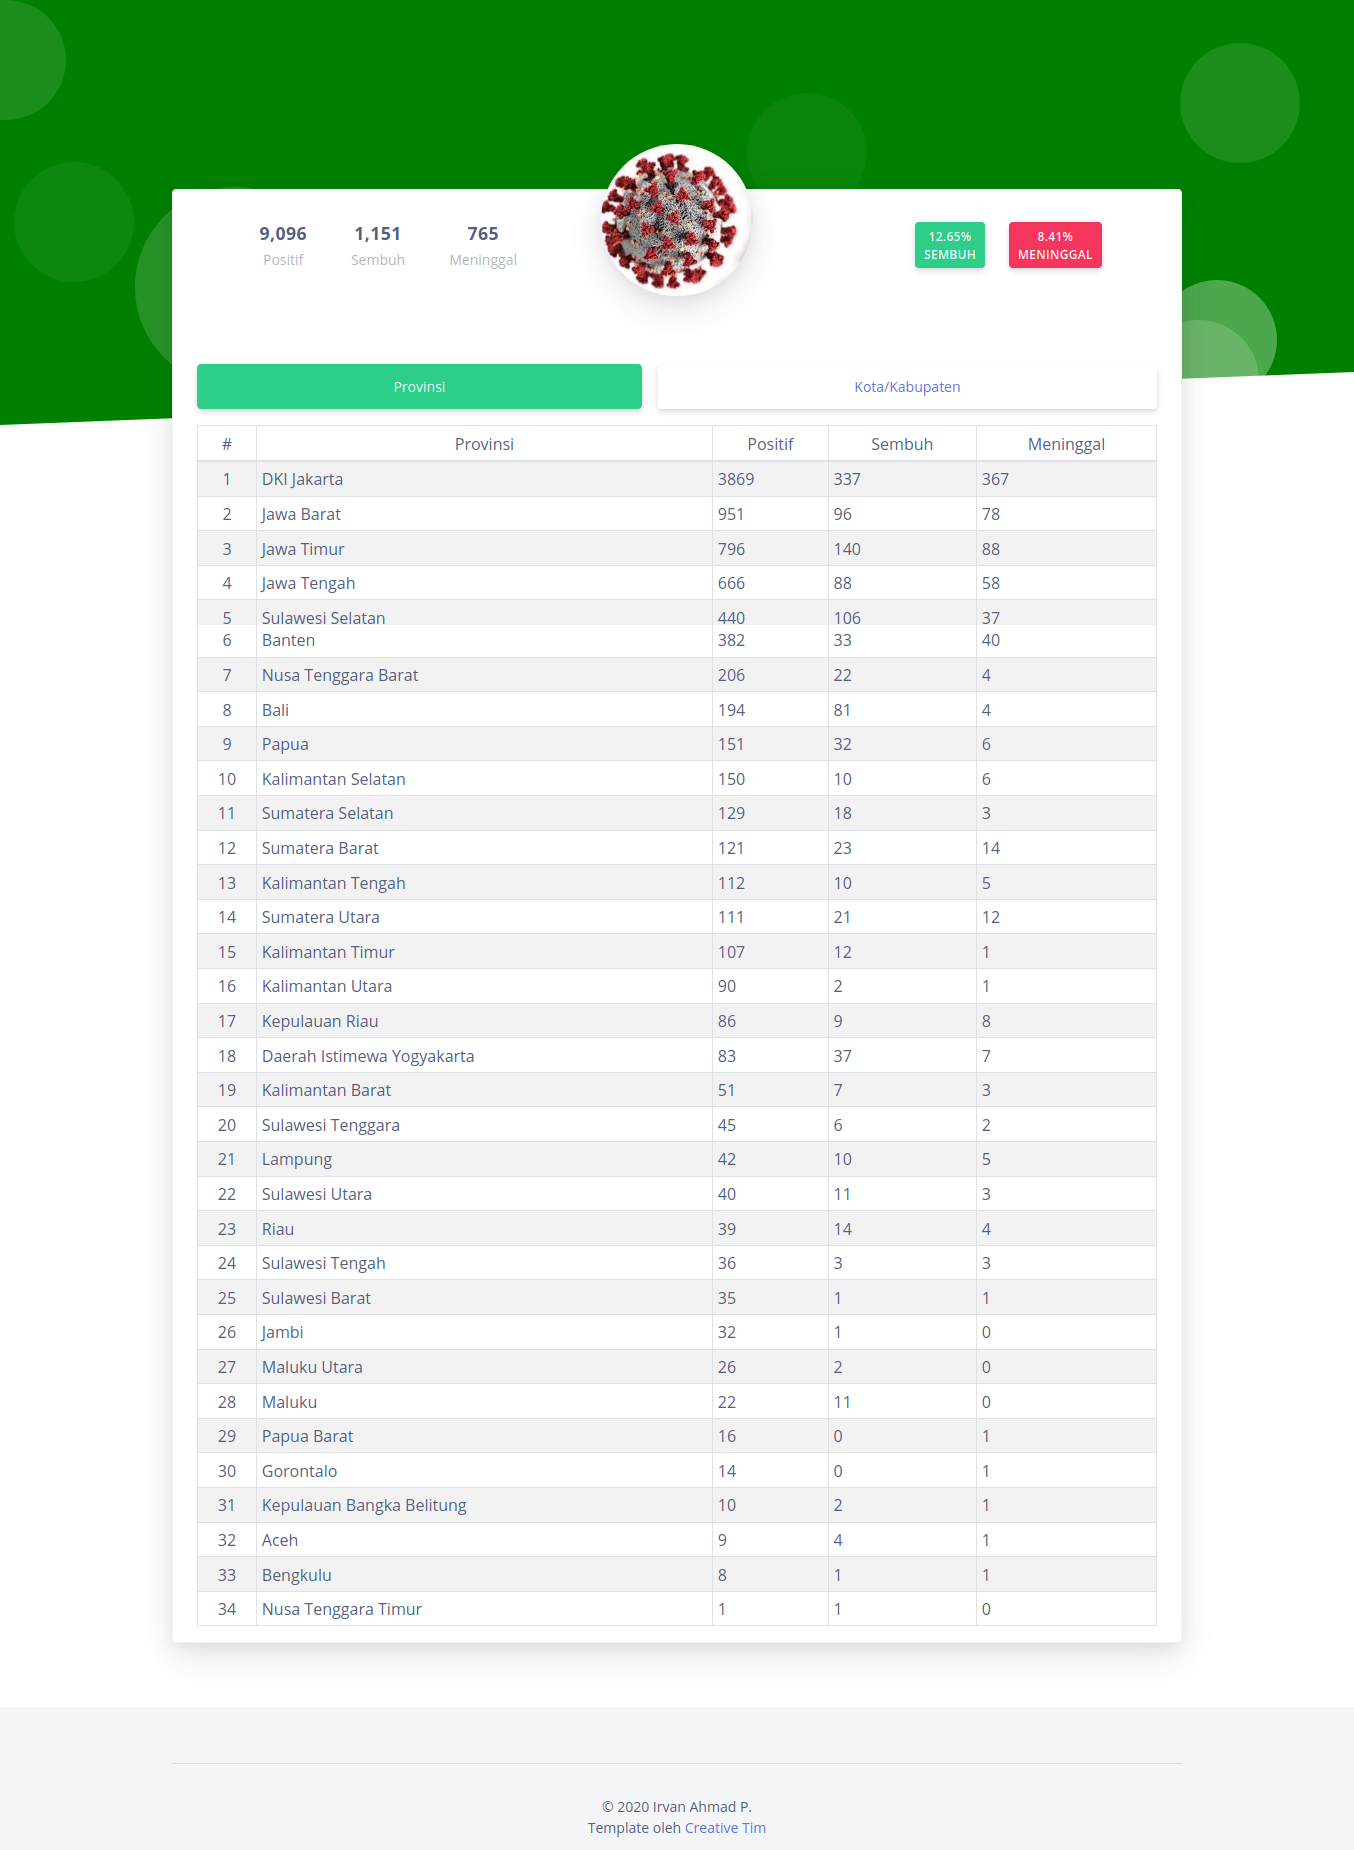 9,096 1,151 765 12.65% 8.41%
Positif Sembuh Meninggal SEMBUH MENINGGAL
Provinsi Kota/Kabupaten
# Provinsi Positif Sembuh Meninggal
1 DKI Jakarta 3869 337 367
2 Jawa Barat 951 96 78
3 Jawa Timur 796 140 88
4 Jawa Tengah 666 88 58
5 Sulawesi Selatan 440 106 37
6 Banten 382 33 40
7 Nusa Tenggara Barat 206 22 4
8 Bali 194 81 4
9 Papua 151 32 6
10 Kalimantan Selatan 150 10 6
11 Sumatera Selatan 129 18 3
12 Sumatera Barat 121 23 14
13 Kalimantan Tengah 112 10 5
14 Sumatera Utara 111 21 12
15 Kalimantan Timur 107 12 1
16 Kalimantan Utara 90 2 1
17 Kepulauan Riau 86 9 8
18 Daerah Istimewa Yogyakarta 83 37 7
19 Kalimantan Barat 51 7 3
20 Sulawesi Tenggara 45 6 2
21 Lampung 42 10 5
22 Sulawesi Utara 40 11 3
23 Riau 39 14 4
24 Sulawesi Tengah 36 3 3
25 Sulawesi Barat 35 1 1
26 Jambi 32 1 0
27 Maluku Utara 26 2 0
28 Maluku 22 11 0
29 Papua Barat 16 0 1
30 Gorontalo 14 0 1
31 Kepulauan Bangka Belitung 10 2 1
32 Aceh 9 4 1
33 Bengkulu 8 1 1
34 Nusa Tenggara Timur 1 1 0
© 2020 Irvan Ahmad P.
Template oleh Creative Tim